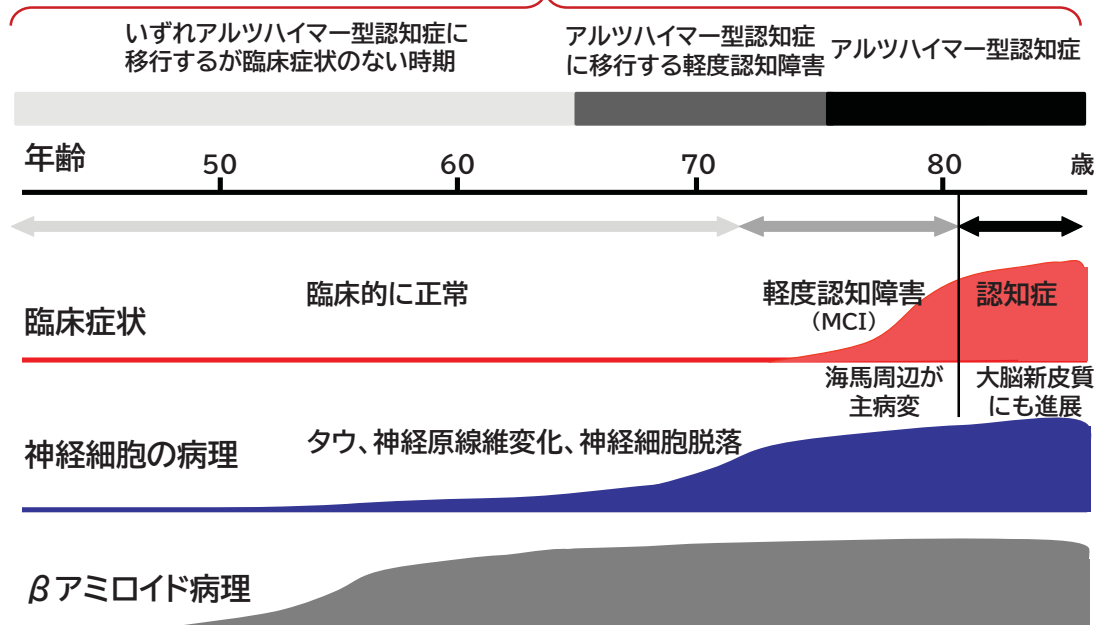 いずれアルツハイマー型認知症に
移行するが臨床症状のない時期
アルツハイマー型認知症
に移行する軽度認知障害
アルツハイマー型認知症
年齢
50
60
70
80
歳
臨床的に正常
軽度認知障害
（MCI）
認知症
臨床症状
海馬周辺が
主病変
大脳新皮質
にも進展
神経細胞の病理
タウ、神経原線維変化、神経細胞脱落
βアミロイド病理